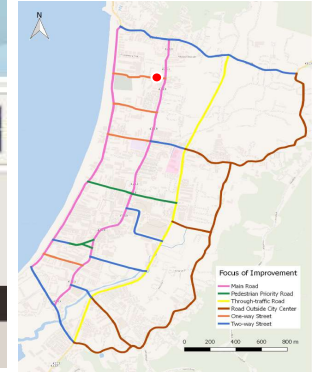 N
Focus of Improvement
Main Road
Pedestrian Priority Road
Through-traffic Road
Road Outside City Center
One-way Street
Two-way Street
0 200 400 600 800 m